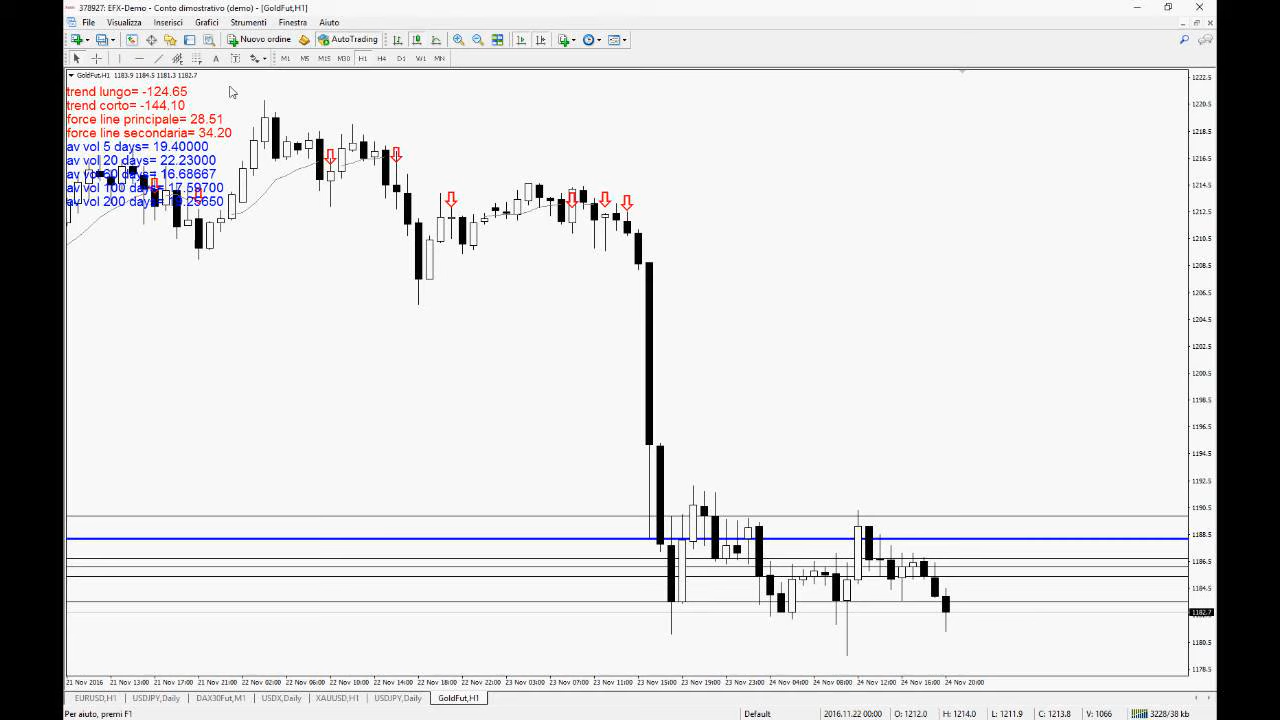 378927: EFX-Demo - Conto dimostrativo (demo) - [GoldFut,H1]
File Visualizza Inserisci Grafici Strumenti Finestra Aiuto
Nuovo ordine AutoTrading
A T M1 M5 M15 M30 H1 H4 D1 W1 MN
GoldFut,H1 1183.9 1184.5 1181.3 1182.7
trend lungo= -124.65
trend corto= -144.10
force line principale= 28.51
force line secondaria= 34.20
av vol 5 days= 19.40000
av vol 20 days= 22.23000
av vol 60 days= 16.68667
av vol 100 days= 17.59700
av vol 200 days= 19.25650
1222.5
1220.5
1218.5
1216.5
1214.5
1212.5
1210.5
1208.5
1206.5
1204.5
1202.5
1200.5
1198.5
1196.5
1194.5
1192.5
1190.5
1188.5
1186.5
1184.5
1182.7
1180.5
1178.5
21 Nov 2016 21 Nov 13:00 21 Nov 17:00 21 Nov 21:00 22 Nov 02:00 22 Nov 06:00 22 Nov 10:00 22 Nov 14:00 22 Nov 18:00 22 Nov 22:00 23 Nov 03:00 23 Nov 07:00 23 Nov 11:00 23 Nov 15:00 23 Nov 19:00 23 Nov 23:00 24 Nov 04:00 24 Nov 08:00 24 Nov 12:00 24 Nov 16:00 24 Nov 20:00
EURUSD,H1 USDJPY,Daily DAX30Fut,M1 USDX,Daily XAUUSD,H1 USDJPY,Daily GoldFut,H1
Per aiuto, premi F1 Default 2016.11.22 00:00 O: 1212.0 H: 1214.0 L: 1211.9 C: 1213.8 V: 1066 3228/38 kb